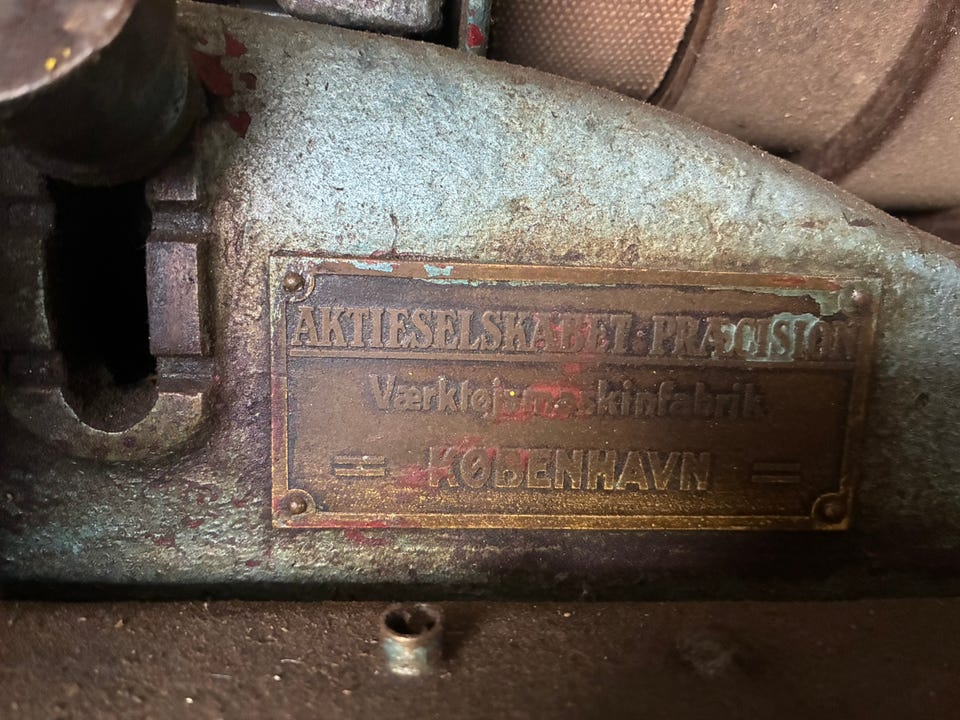 AKTIESELSKABET·PRÆCISION
Værktøjsmaskinfabrik
= KØBENHAVN =